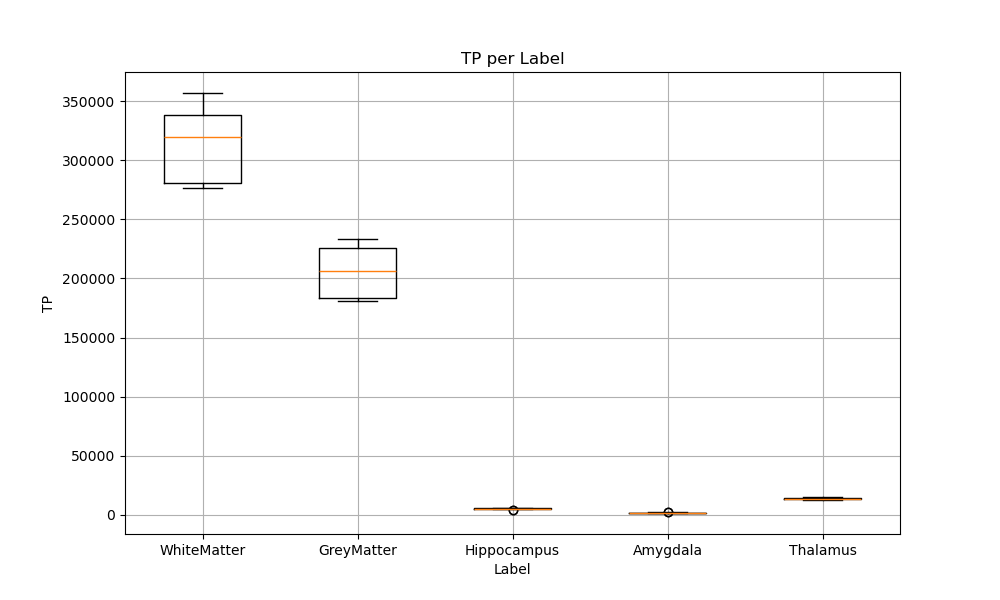 TP per Label
350000
300000
250000
200000
150000
100000
50000
0
TP
WhiteMatter GreyMatter Hippocampus Amygdala Thalamus
Label